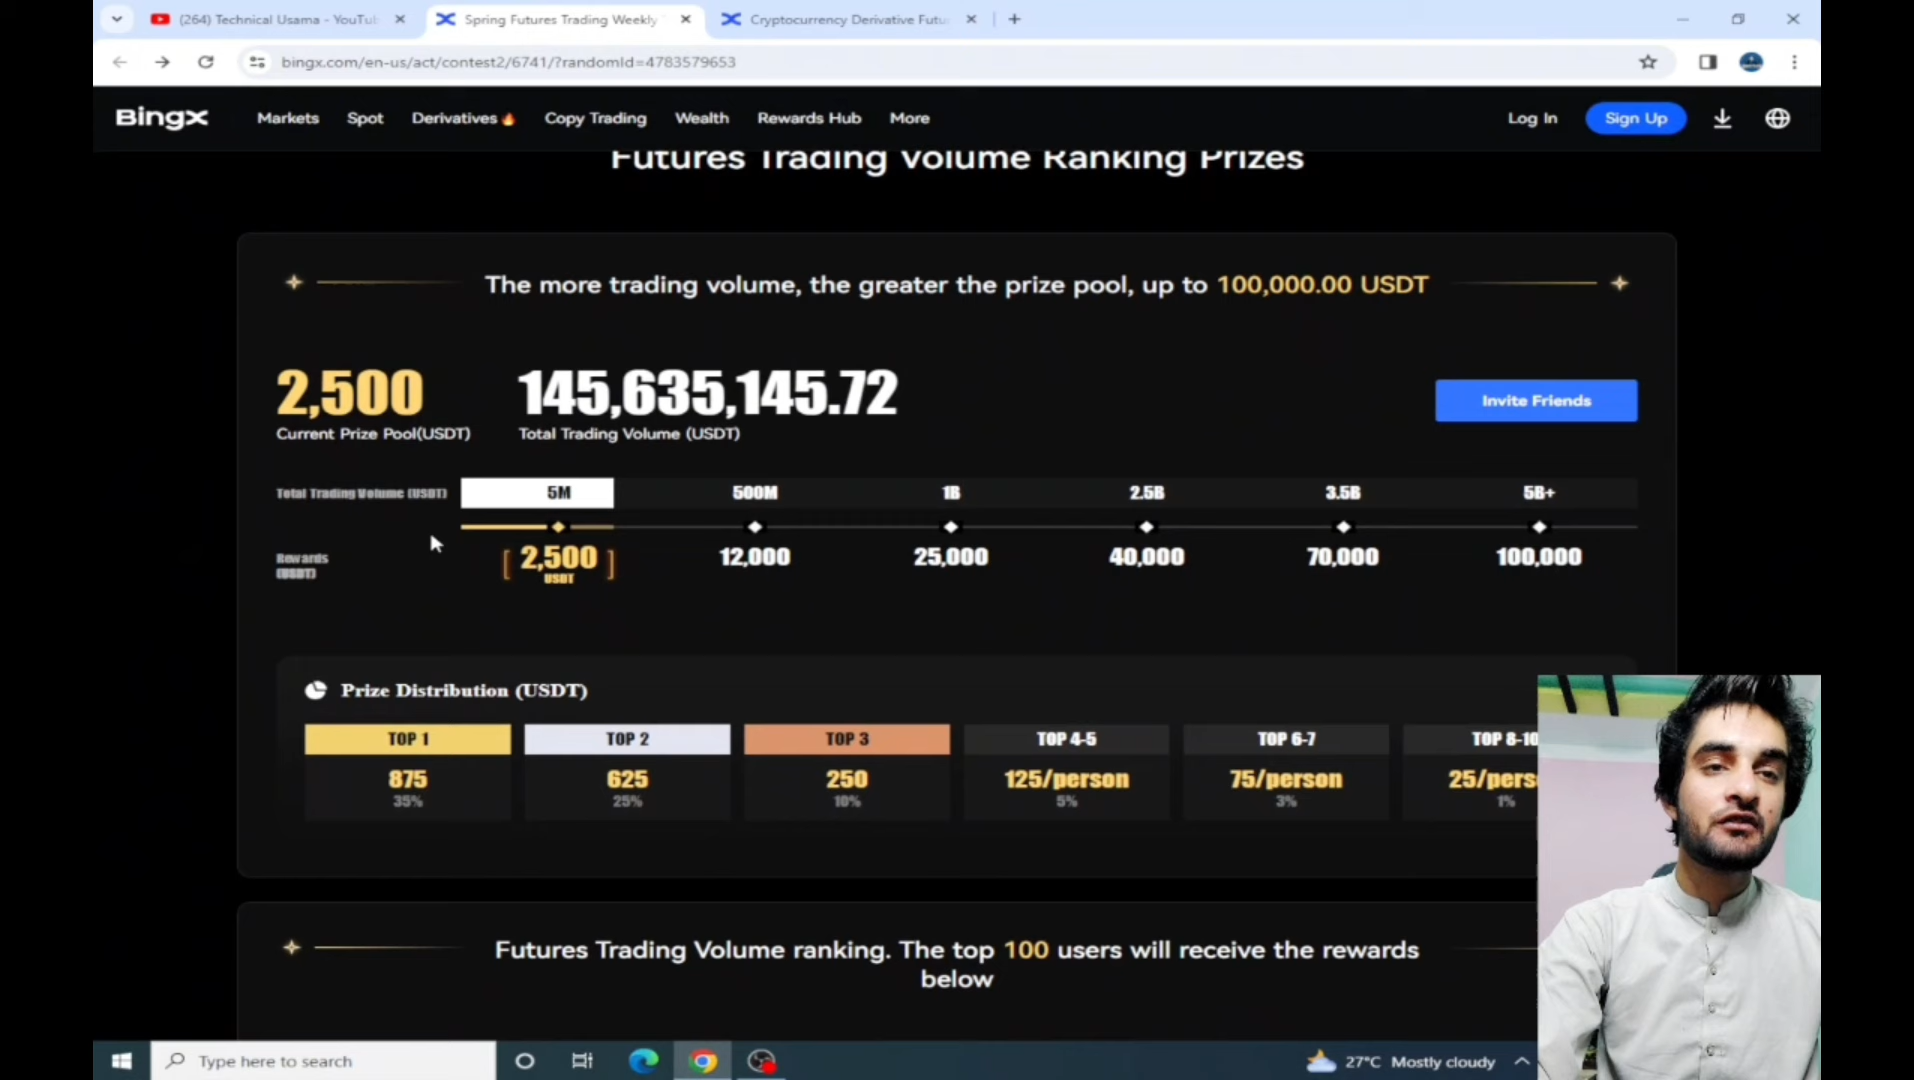 (264) Technical Usama - YouTu
Spring Futures Trading Weekly
Cryptocurrency Derivative Futu
bingx.com/en-us/act/contest2/6741/?randomId=4783579653
BingX
Markets
Spot
Derivatives
Copy Trading
Wealth
Rewards Hub
More
Log In
Sign Up
Futures Trading Volume Ranking Prizes
The more trading volume, the greater the prize pool, up to 100,000.00 USDT
2,500
145,635,145.72
Current Prize Pool(USDT)
Total Trading Volume (USDT)
Invite Friends
Total Trading Volume (USDT)
5M
500M
1B
2.5B
3.5B
5B+
Rewards
(USDT)
[ 2,500 ]
USDT
12,000
25,000
40,000
70,000
100,000
Prize Distribution (USDT)
TOP 1
TOP 2
TOP 3
TOP 4-5
TOP 6-7
TOP 8-10
875
625
250
125/person
75/person
25/pers
35%
25%
10%
5%
3%
1%
Futures Trading Volume ranking. The top 100 users will receive the rewards
below
Type here to search
27°C Mostly cloudy